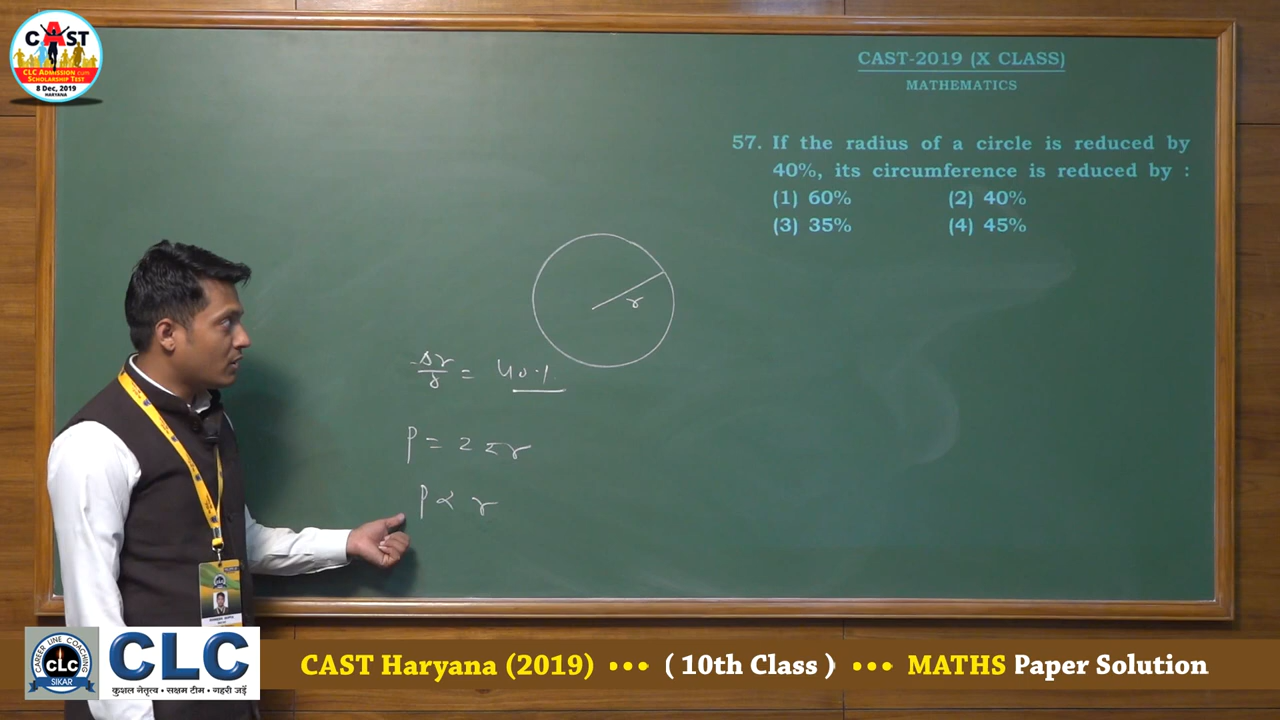 CAST
CLC ADMISSION CUM
SCHOLARSHIP TEST
8 Dec, 2019
HARYANA
CAST-2019 (X CLASS)
MATHEMATICS
57. If the radius of a circle is reduced by
40%, its circumference is reduced by :
(1) 60% (2) 40%
(3) 35% (4) 45%
r
Δr/r = 40%
P = 2πr
P ∝ r
CAREER LINE COACHING
CLC
SIKAR
CLC
कुशल नेतृत्व • सक्षम टीम • गहरी जड़ें
CAST Haryana (2019) ••• ( 10th Class ) ••• MATHS Paper Solution